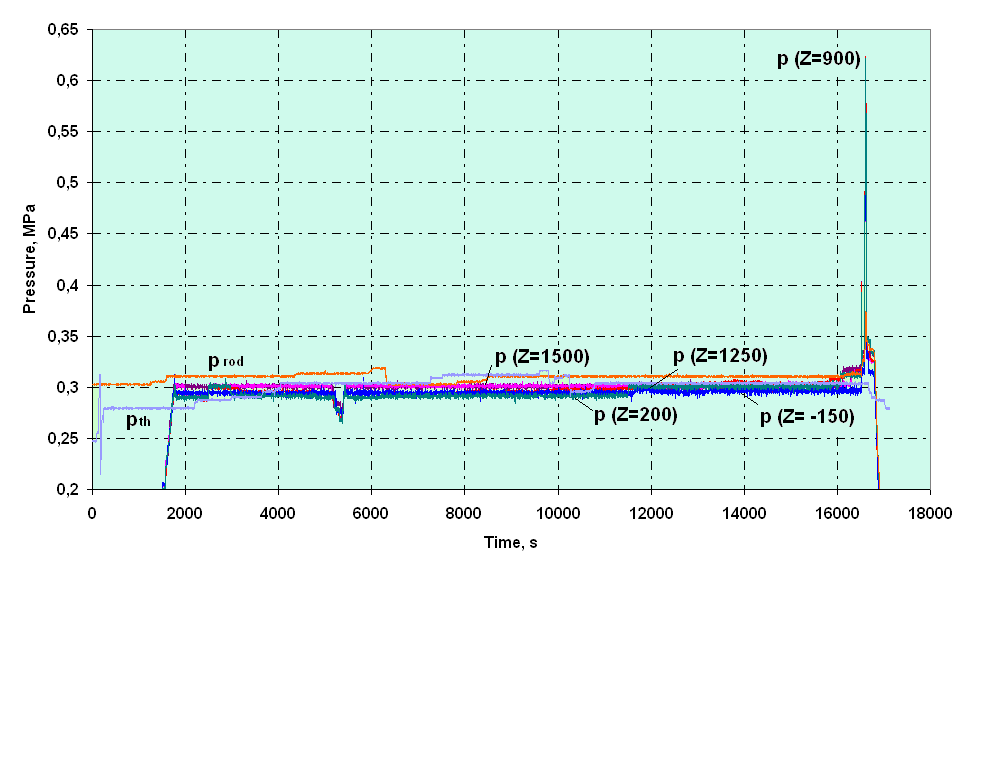 0,65
p (Z=900)
0,6
0,55
0,5
0,45
0,4
0,35
0,3
0,25
0,2
Pressure, MPa
p rod
p (Z=1500)
p (Z=1250)
pth
p (Z=200)
p (Z= -150)
0 2000 4000 6000 8000 10000 12000 14000 16000 18000
Time, s